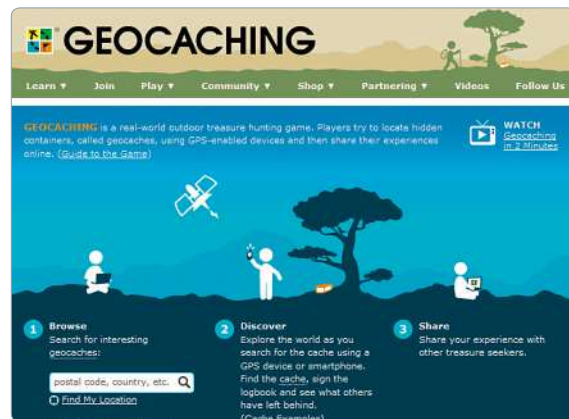 GEOCACHING
Learn ▼ Join Play ▼ Community ▼ Shop ▼ Partnering ▼ Videos Follow Us
GEOCACHING is a real-world outdoor treasure hunting game. Players try to locate hidden
containers, called geocaches, using GPS-enabled devices and then share their experiences
online. (Guide to the Game)
WATCH
Geocaching
in 2 Minutes
1 Browse
Search for interesting
geocaches:
postal code, country, etc.
Find My Location
2 Discover
Explore the world as you
search for the cache using a
GPS device or smartphone.
Find the cache, sign the
logbook and see what others
have left behind.
(Cache Examples)
3 Share
Share your experience with
other treasure seekers.